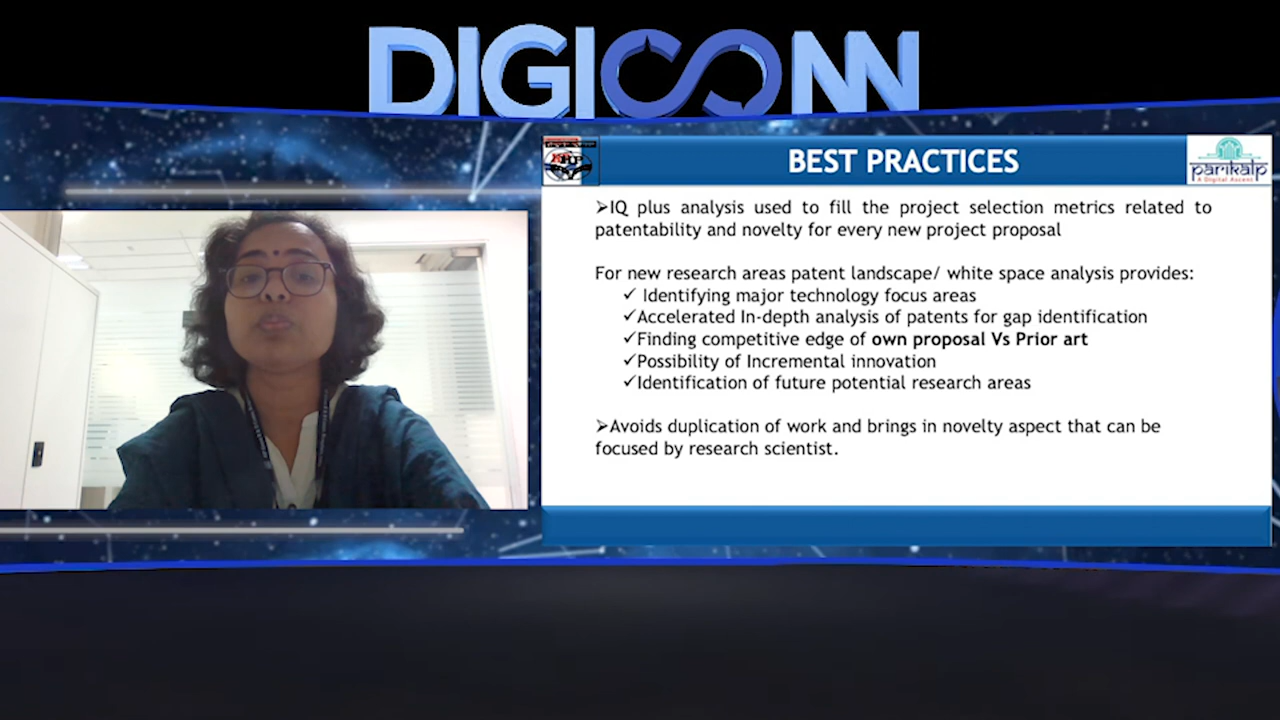 DIGICONN
BEST PRACTICES
parikalp
A Digital Ascent
➢IQ plus analysis used to fill the project selection metrics related to
patentability and novelty for every new project proposal
For new research areas patent landscape/ white space analysis provides:
✓ Identifying major technology focus areas
✓Accelerated In-depth analysis of patents for gap identification
✓Finding competitive edge of own proposal Vs Prior art
✓Possibility of Incremental innovation
✓Identification of future potential research areas
➢Avoids duplication of work and brings in novelty aspect that can be
focused by research scientist.